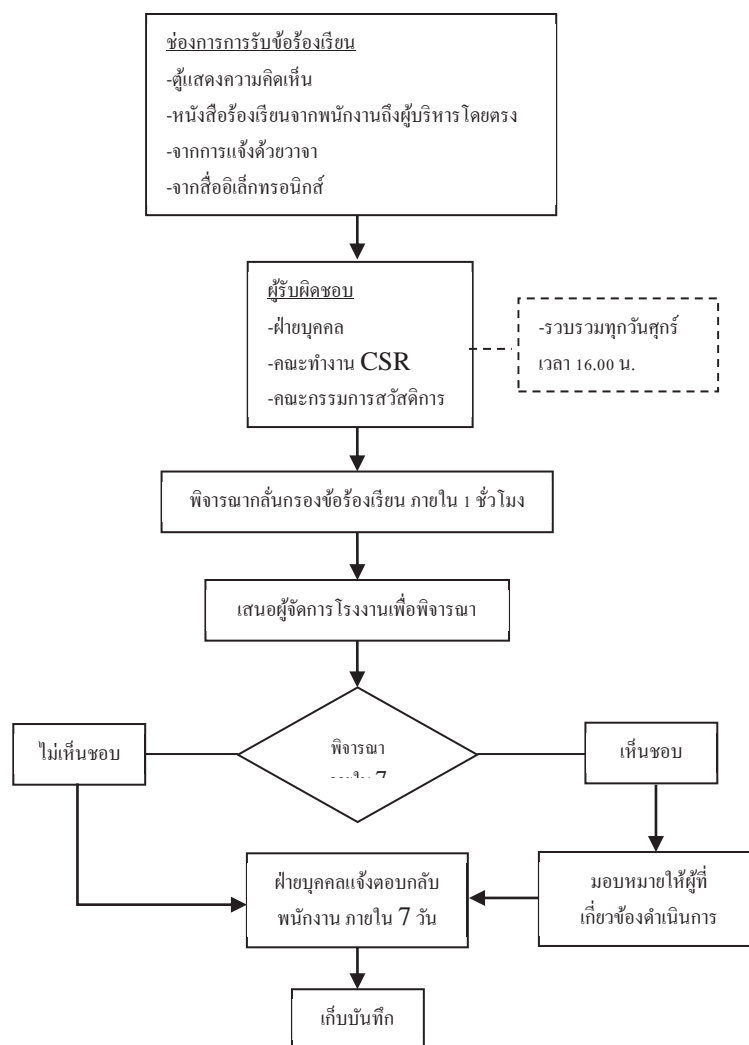 ช่องการการรับข้อร้องเรียน
-ตู้แสดงความคิดเห็น
-หนังสือร้องเรียนจากพนักงานถึงผู้บริหารโดยตรง
-จากการแจ้งด้วยวาจา
-จากสื่ออิเล็กทรอนิกส์
ผู้รับผิดชอบ
-ฝ่ายบุคคล
-คณะทำงาน CSR
-คณะกรรมการสวัสดิการ
-รวบรวมทุกวันศุกร์
เวลา 16.00 น.
พิจารณากลั่นกรองข้อร้องเรียน ภายใน 1 ชั่วโมง
เสนอผู้จัดการโรงงานเพื่อพิจารณา
ไม่เห็นชอบ
พิจารณา
ภายใน 7
เห็นชอบ
ฝ่ายบุคคลแจ้งตอบกลับ
พนักงาน ภายใน 7 วัน
มอบหมายให้ผู้ที่
เกี่ยวข้องดำเนินการ
เก็บบันทึก